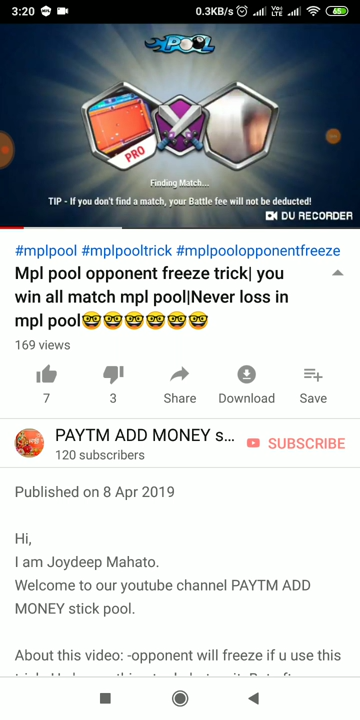 3:20
0.3KB/s
Vo)
LTE
65
POOL
PRO
Finding Match...
TIP - If you don't find a match, your Battle fee will not be deducted!
DU RECORDER
#mplpool #mplpooltrick #mplpoolopponentfreeze
Mpl pool opponent freeze trick| you
win all match mpl pool|Never loss in
mpl pool🤓🤓🤓🤓🤓🤓
169 views
7
3
Share
Download
Save
PAYTM ADD MONEY s...
120 subscribers
SUBSCRIBE
Published on 8 Apr 2019
Hi,
I am Joydeep Mahato.
Welcome to our youtube channel PAYTM ADD
MONEY stick pool.
About this video: -opponent will freeze if u use this